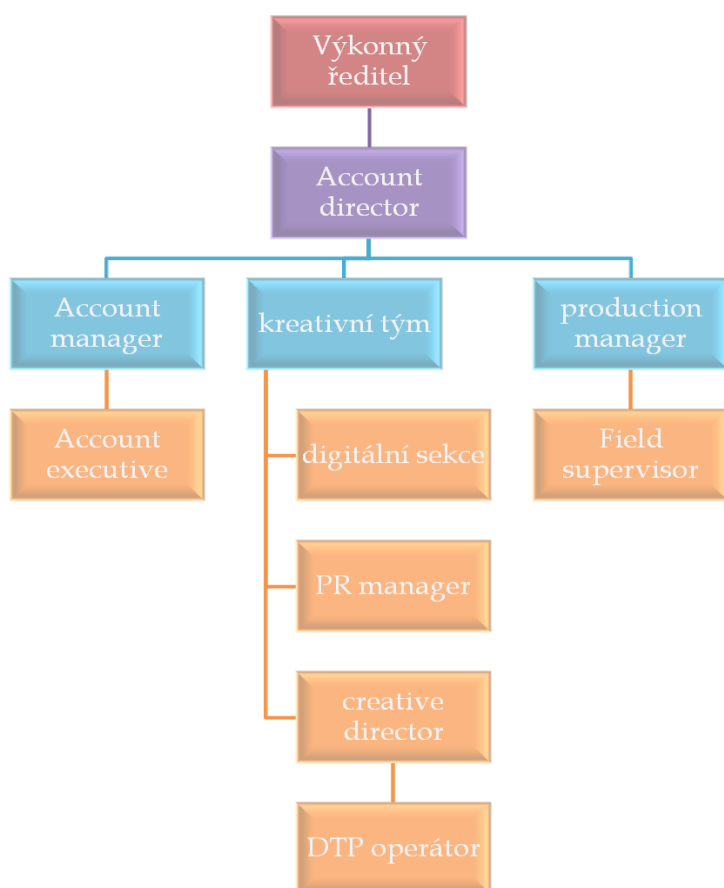 Výkonný
ředitel
Account
director
Account
manager
kreativní tým
production
manager
Account
executive
digitální sekce
Field
supervisor
PR manager
creative
director
DTP operátor